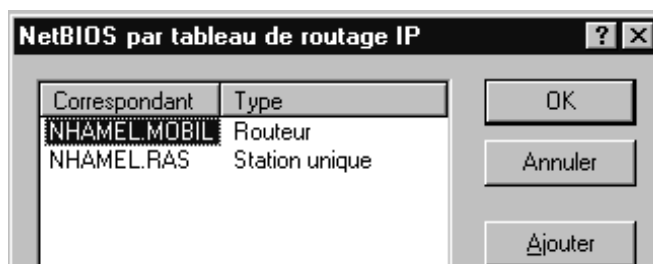 NetBIOS par tableau de routage IP ? ×
Correspondant Type
NHAMEL.MOBIL Routeur
NHAMEL.RAS Station unique
OK
Annuler
Ajouter